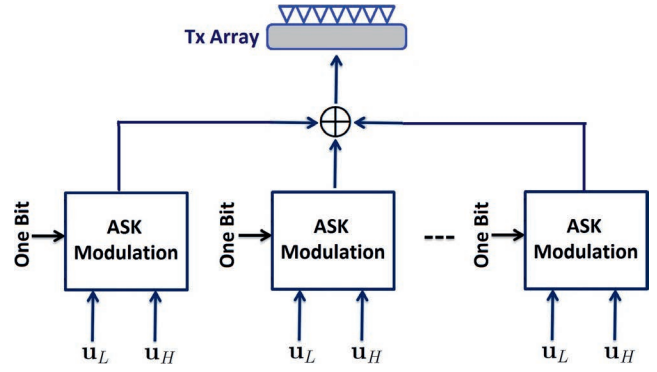 Tx Array
One Bit
ASK
Modulation
One Bit
ASK
Modulation
One Bit
ASK
Modulation
u_L u_H
u_L u_H
u_L u_H